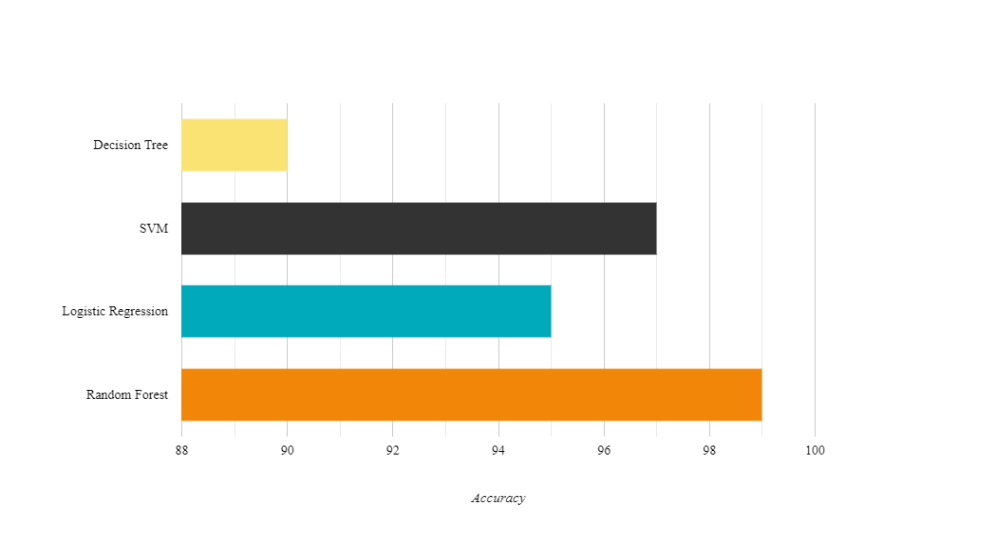 Decision Tree
SVM
Logistic Regression
Random Forest
88 90 92 94 96 98 100
Accuracy